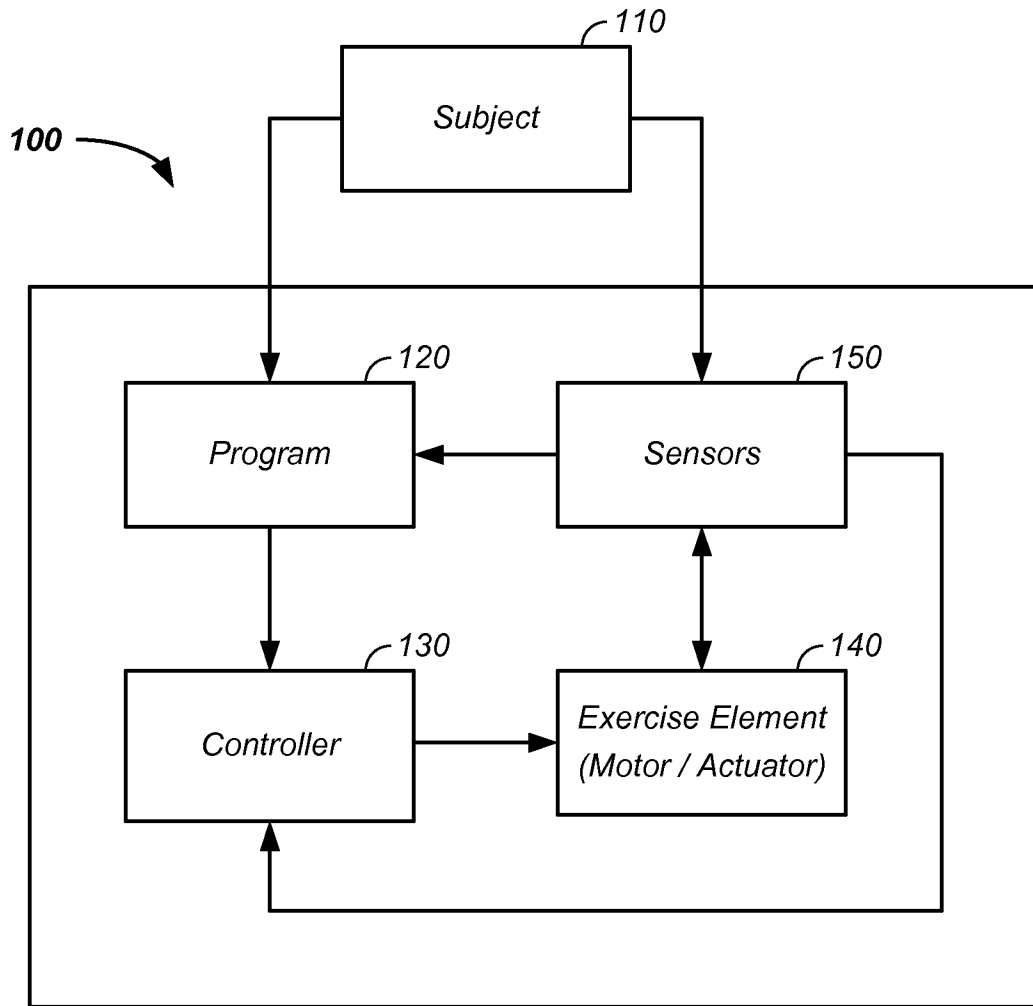 110
Subject
100
120
150
Program
Sensors
130
140
Controller
Exercise Element
(Motor / Actuator)